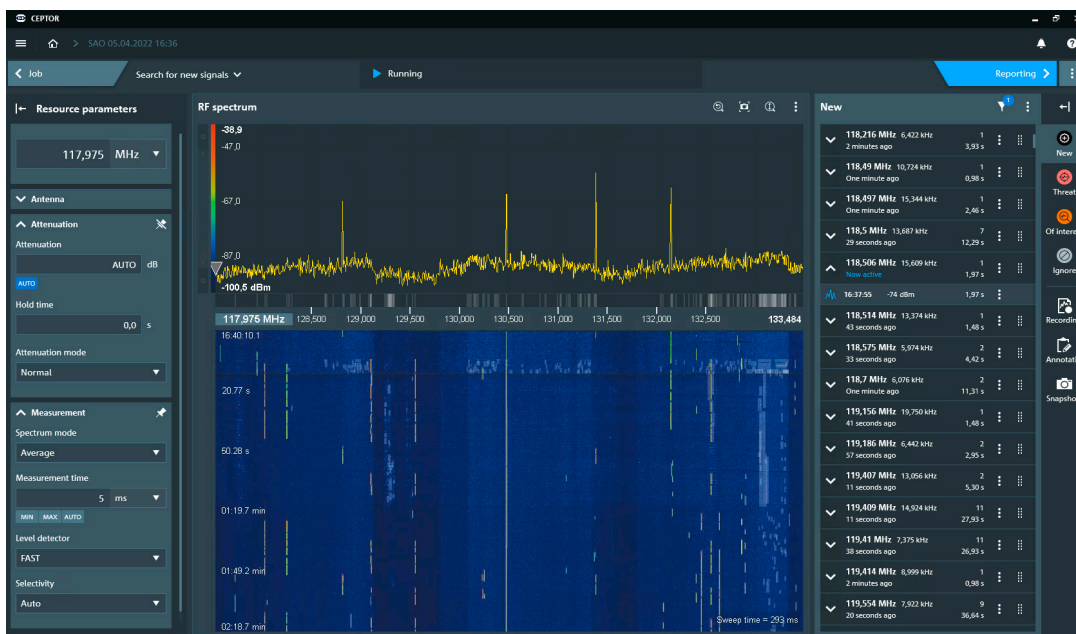 CEPTOR
> SAO 05.04.2022 16:36
Job
Search for new signals
Running
Reporting
Resource parameters
117,975 MHz
Antenna
Attenuation
Attenuation
AUTO dB
AUTO
Hold time
0,0 s
Attenuation mode
Normal
Measurement
Spectrum mode
Average
Measurement time
5 ms
MIN MAX AUTO
Level detector
FAST
Selectivity
Auto
RF spectrum
-38,9
-47,0
-67,0
-87,0
-100,5 dBm
117,975 MHz 128,500 129,000 129,500 130,000 130,500 131,000 131,500 132,000 132,500 133,484
16:40:10.1
20.77 s
50.28 s
01:19.7 min
01:49.2 min
02:18.7 min
Sweep time = 293 ms
New 1
118,216 MHz 6,422 kHz 1
2 minutes ago 3,93 s
118,49 MHz 10,724 kHz 1
One minute ago 0,98 s
118,497 MHz 15,344 kHz 1
One minute ago 2,46 s
118,5 MHz 13,687 kHz 7
29 seconds ago 12,29 s
118,506 MHz 15,609 kHz 1
Now active 1,97 s
16:37:55 -74 dBm 1,97 s
118,514 MHz 13,374 kHz 1
43 seconds ago 1,48 s
118,575 MHz 5,974 kHz 2
33 seconds ago 4,42 s
118,7 MHz 6,076 kHz 2
One minute ago 11,31 s
119,156 MHz 19,750 kHz 1
41 seconds ago 1,48 s
119,186 MHz 6,442 kHz 2
57 seconds ago 2,95 s
119,407 MHz 13,056 kHz 2
11 seconds ago 5,30 s
119,409 MHz 14,924 kHz 11
11 seconds ago 27,93 s
119,41 MHz 7,375 kHz 11
38 seconds ago 26,93 s
119,414 MHz 8,999 kHz 1
2 minutes ago 0,98 s
119,554 MHz 7,922 kHz 9
20 seconds ago 36,64 s
New
Threat
Of intere
Ignore
Recordin
Annotati
Snapsho